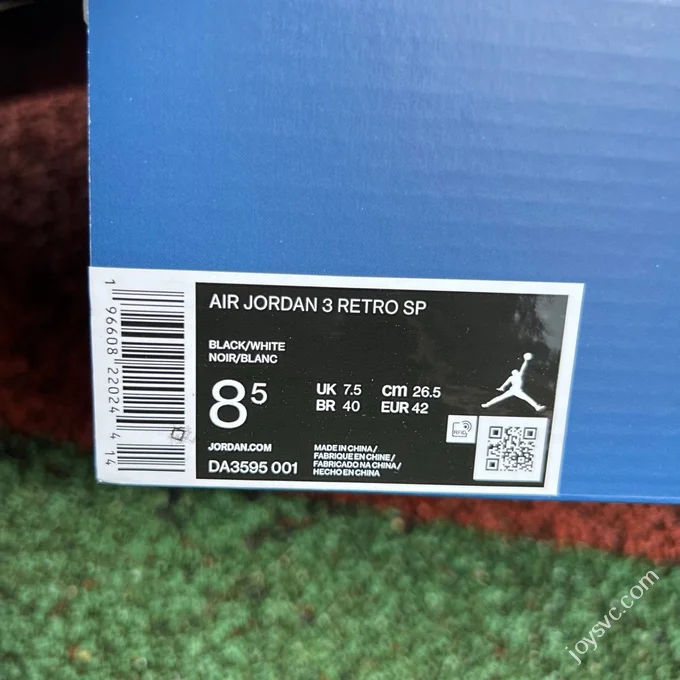 AIR JORDAN 3 RETRO SP
BLACK/WHITE
NOIR/BLANC
8⁵
UK 7.5 cm 26.5
BR 40 EUR 42
JORDAN.COM
DA3595 001
MADE IN CHINA/
FABRIQUE EN CHINE/
FABRICADO NA CHINA/
HECHO EN CHINA
RFID
1 96608 22024 4 14
joysvc.com